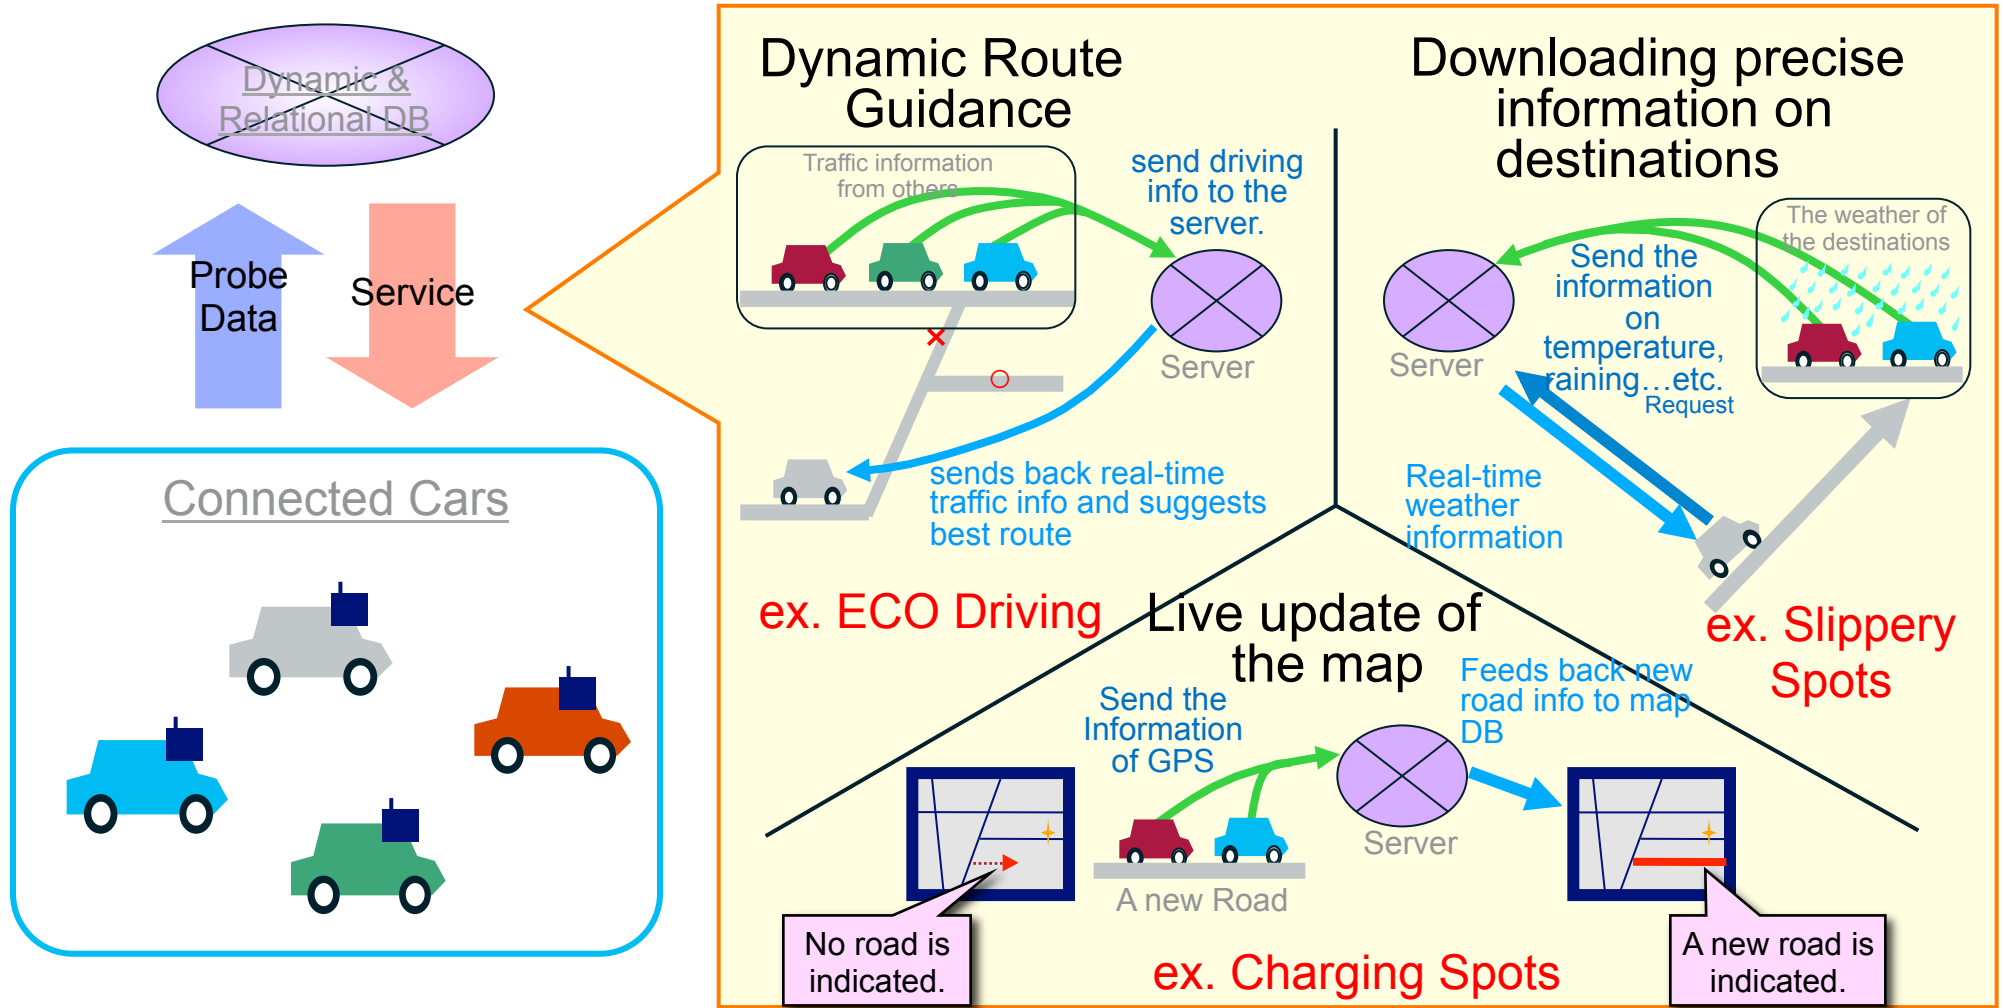 Dynamic &
Relational DB
Probe
Data
Service
Connected Cars
Dynamic Route
Guidance
Traffic information
from others
send driving
info to the
server.
Server
sends back real-time
traffic info and suggests
best route
ex. ECO Driving
Downloading precise
information on
destinations
The weather of
the destinations
Send the
information
on
temperature,
raining...etc.
Request
Server
Real-time
weather
information
ex. Slippery
Spots
Live update of
the map
Send the
Information
of GPS
Feeds back new
road info to map
DB
Server
A new Road
No road is
indicated.
A new road is
indicated.
ex. Charging Spots